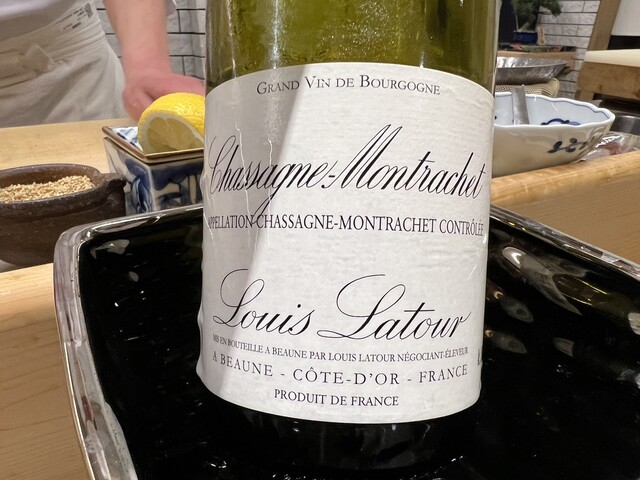 GRAND VIN DE BOURGOGNE
Chassagne-Montrachet
APPELLATION CHASSAGNE-MONTRACHET CONTRÔLÉE
Louis Latour
MIS EN BOUTEILLE A BEAUNE PAR LOUIS LATOUR NÉGOCIANT-ÉLEVEUR
A BEAUNE - CÔTE-D'OR - FRANCE
PRODUIT DE FRANCE